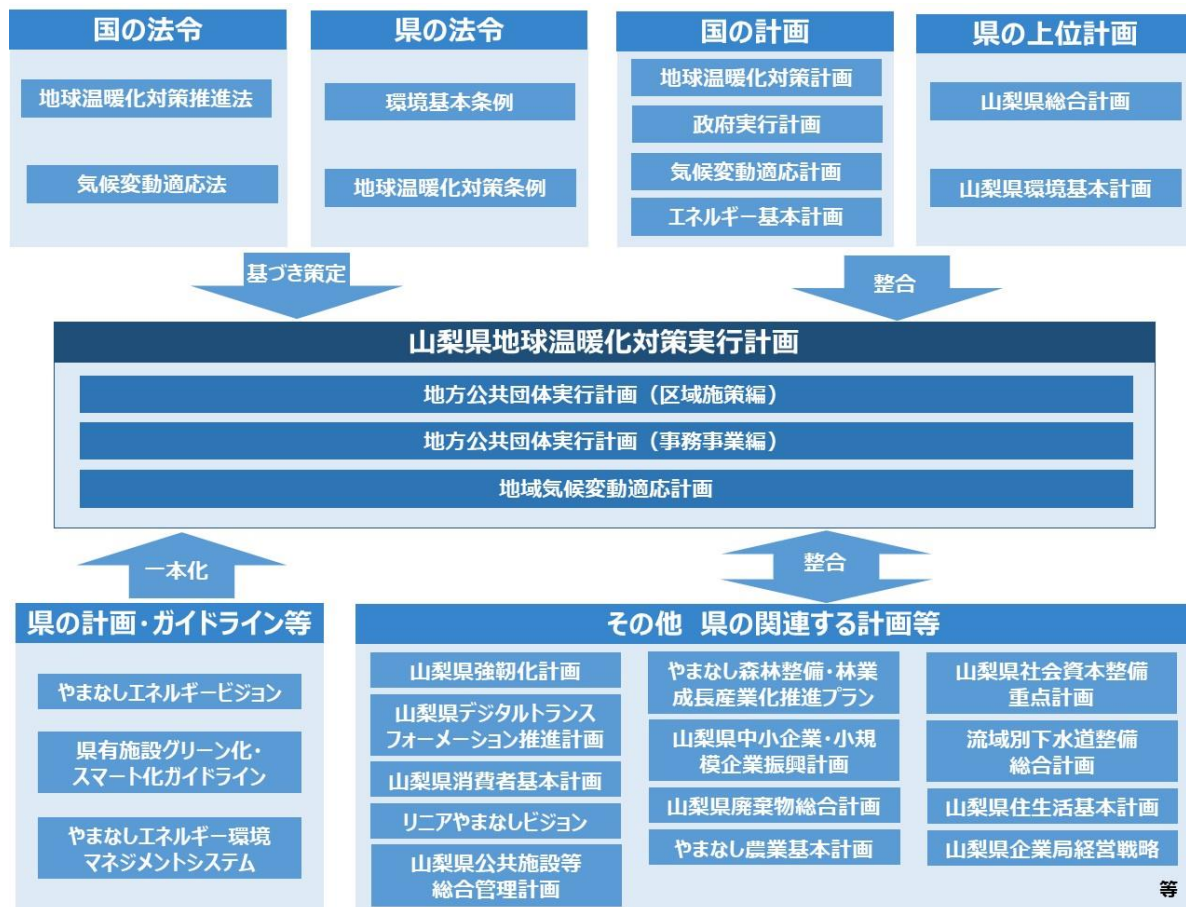 国の法令
地球温暖化対策推進法
気候変動適応法
県の法令
環境基本条例
地球温暖化対策条例
国の計画
地球温暖化対策計画
政府実行計画
気候変動適応計画
エネルギー基本計画
県の上位計画
山梨県総合計画
山梨県環境基本計画
基づき策定
整合
山梨県地球温暖化対策実行計画
地方公共団体実行計画（区域施策編）
地方公共団体実行計画（事務事業編）
地域気候変動適応計画
一本化
整合
県の計画・ガイドライン等
やまなしエネルギービジョン
県有施設グリーン化・
スマート化ガイドライン
やまなしエネルギー環境
マネジメントシステム
その他 県の関連する計画等
山梨県強靭化計画
山梨県デジタルトランス
フォーメーション推進計画
山梨県消費者基本計画
リニアやまなしビジョン
山梨県公共施設等
総合管理計画
やまなし森林整備・林業
成長産業化推進プラン
山梨県中小企業・小規
模企業振興計画
山梨県廃棄物総合計画
やまなし農業基本計画
山梨県社会資本整備
重点計画
流域別下水道整備
総合計画
山梨県住生活基本計画
山梨県企業局経営戦略
等